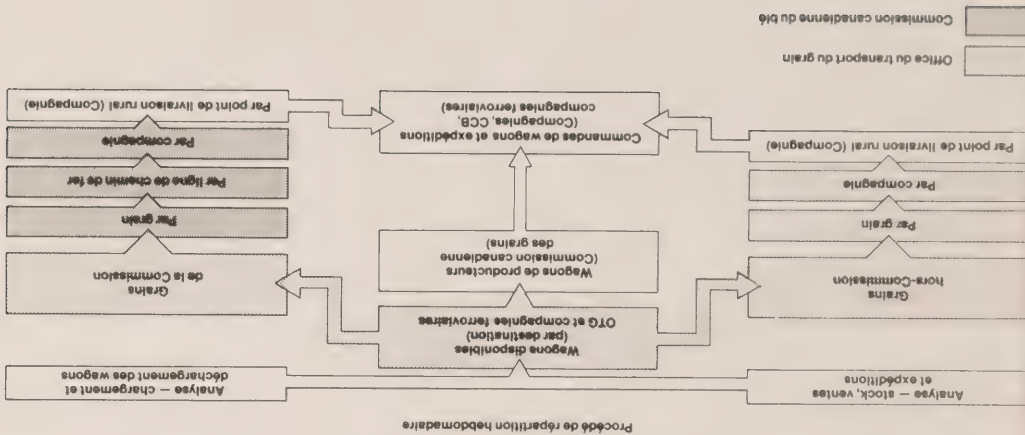 Procédé de répartition hebdomadaire
Analyse — stock, ventes
et expéditions
Analyse — chargement et
déchargement des wagons
Wagons disponibles
(par destination)
OTG et compagnies ferroviaires
Grains
hors-Commission
Wagons de producteurs
(Commission canadienne
des grains)
Grains
de la Commission
Par grain
Par compagnie
Par point de livraison rural (Compagnie)
Par grain
Par ligne de chemin de fer
Par compagnie
Par point de livraison rural (Compagnie)
Commandes de wagons et expéditions
(Compagnies, CCB,
compagnies ferroviaires)
Office du transport du grain
Commission canadienne du blé